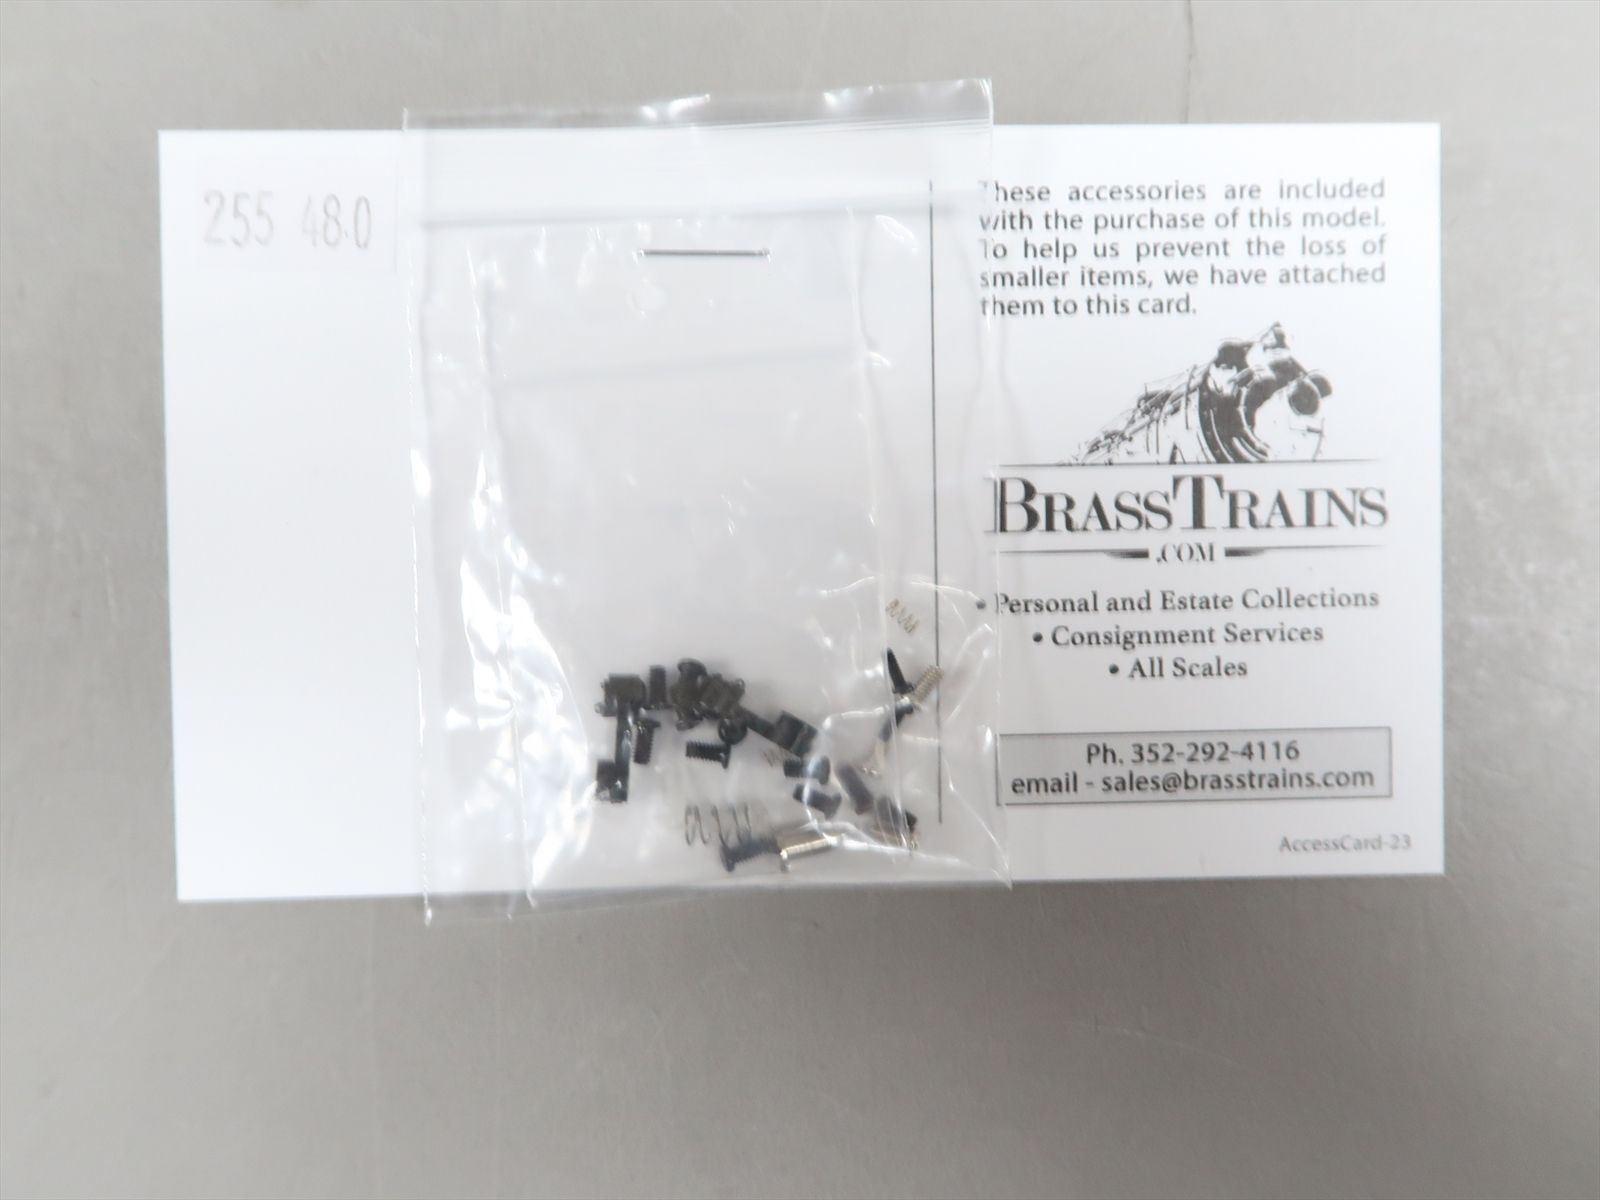 255 48.0
These accessories are included
with the purchase of this model.
To help us prevent the loss of
smaller items, we have attached
them to this card.
BRASSTRAINS
.COM
• Personal and Estate Collections
• Consignment Services
• All Scales
Ph. 352-292-4116
email - sales@brasstrains.com
AccessCard-23